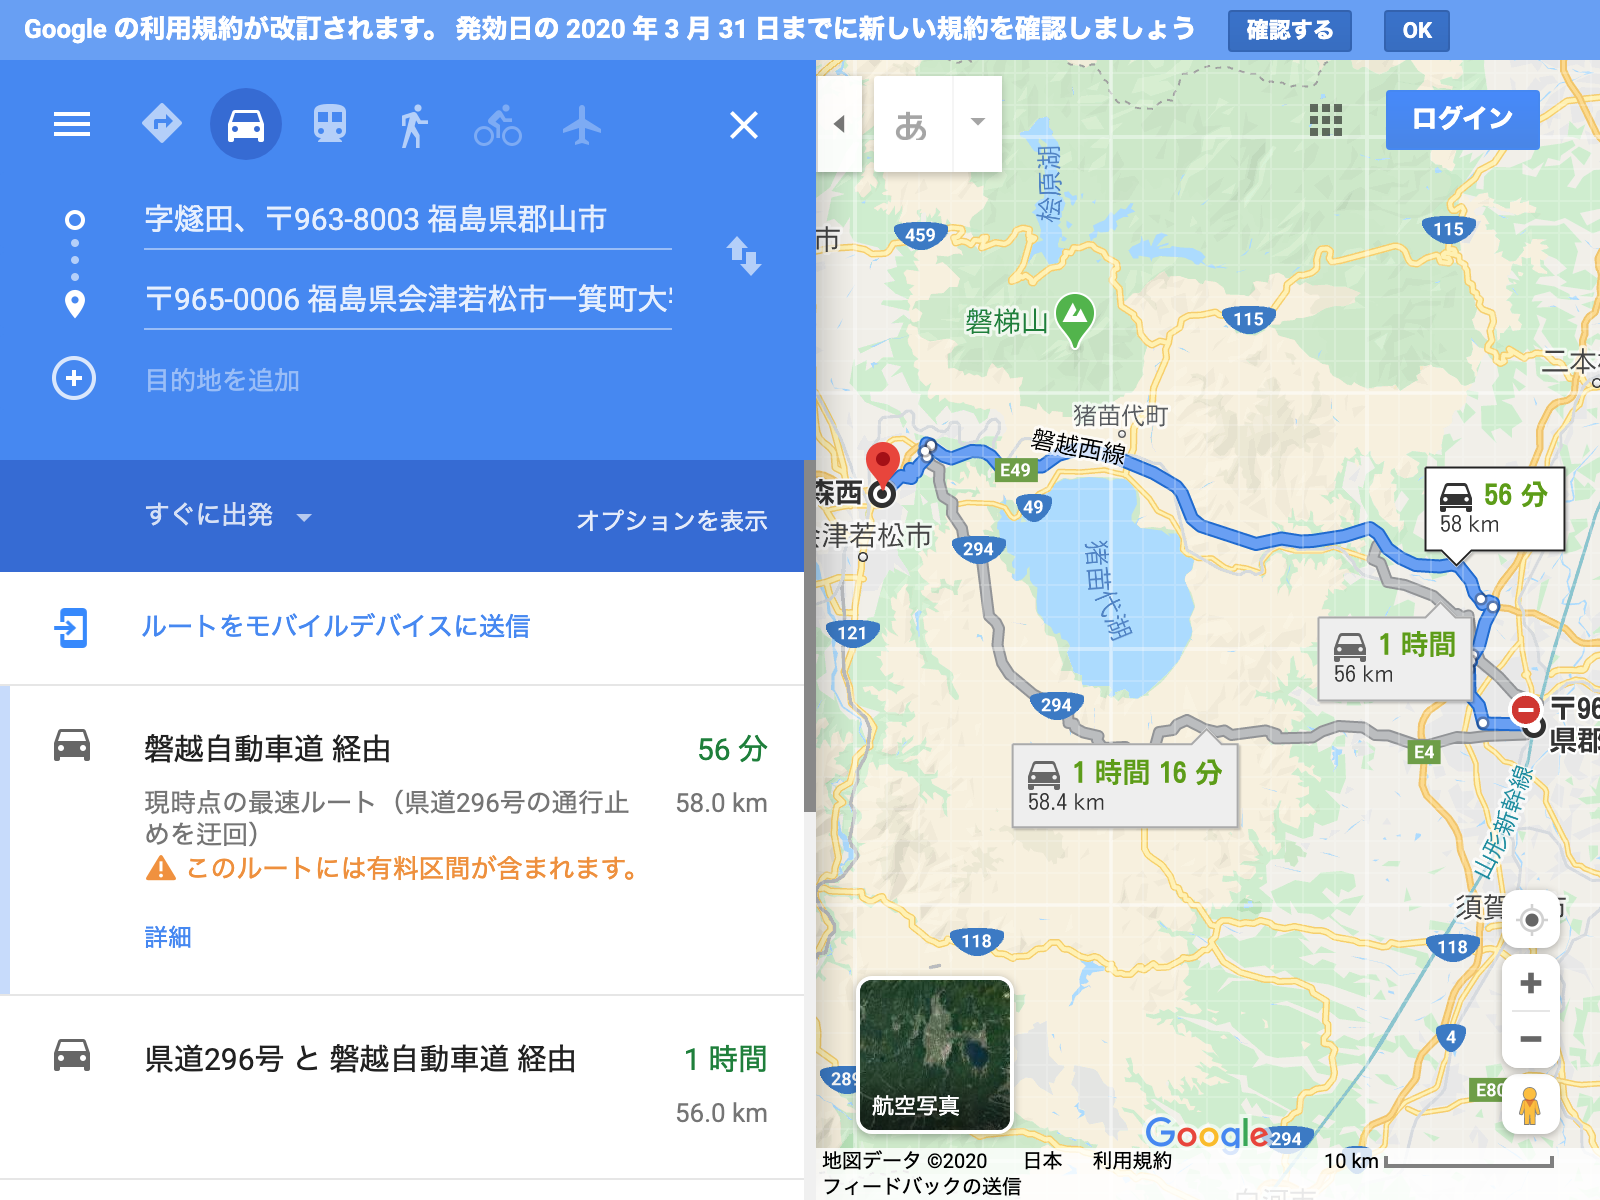 Google の利用規約が改訂されます。 発効日の 2020 年 3 月 31 日までに新しい規約を確認しましょう
確認する
OK
字燧田、〒963-8003 福島県郡山市
〒965-0006 福島県会津若松市一箕町大
目的地を追加
すぐに出発
オプションを表示
ルートをモバイルデバイスに送信
磐越自動車道 経由
56 分
現時点の最速ルート（県道296号の通行止
めを迂回）
58.0 km
このルートには有料区間が含まれます。
詳細
県道296号 と 磐越自動車道 経由
1 時間
56.0 km
あ
ログイン
桧原湖
市
459
115
磐梯山
115
二本
猪苗代町
磐越西線
E49
49
森西
会津若松市
294
猪苗代湖
121
56 分
58 km
1 時間
56 km
294
〒96
県郡
E4
1 時間 16 分
58.4 km
山形新幹線
須賀
市
118
118
4
289
E80
航空写真
Google
294
地図データ ©2020
日本
利用規約
10 km
フィードバックの送信
白河市